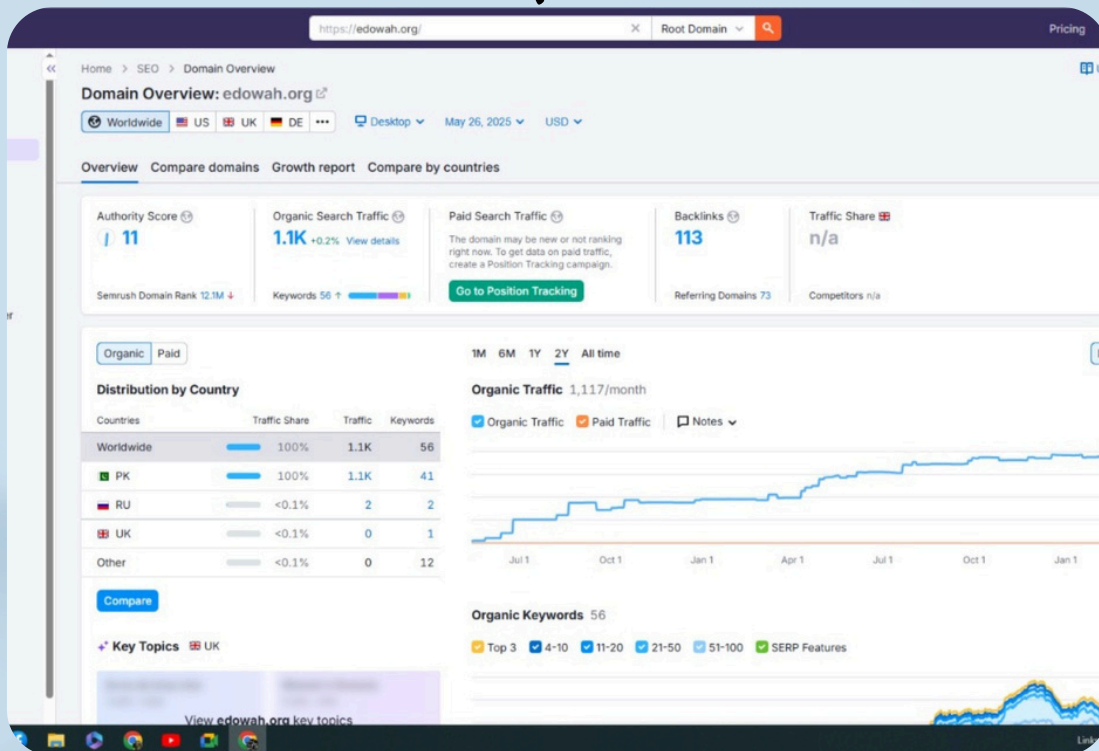 https://edowah.org/ × Root Domain Pricing
Home > SEO > Domain Overview
Domain Overview: edowah.org
Worldwide US UK DE ••• Desktop May 26, 2025 USD
Overview Compare domains Growth report Compare by countries
Authority Score Organic Search Traffic Paid Search Traffic Backlinks Traffic Share
11 1.1K +0.2% View details The domain may be new or not ranking right now. To get data on paid traffic, create a Position Tracking campaign. 113 n/a
Semrush Domain Rank 12.1M ↓ Keywords 56 ↑ Go to Position Tracking Referring Domains 73 Competitors n/a
er
Organic Paid
Distribution by Country
Countries Traffic Share Traffic Keywords
Worldwide 100% 1.1K 56
PK 100% 1.1K 41
RU <0.1% 2 2
UK <0.1% 0 1
Other <0.1% 0 12
Compare
Key Topics UK
View edowah.org key topics
1M 6M 1Y 2Y All time
Organic Traffic 1,117/month
Organic Traffic Paid Traffic Notes
Jul 1 Oct 1 Jan 1 Apr 1 Jul 1 Oct 1 Jan 1
Organic Keywords 56
Top 3 4-10 11-20 21-50 51-100 SERP Features